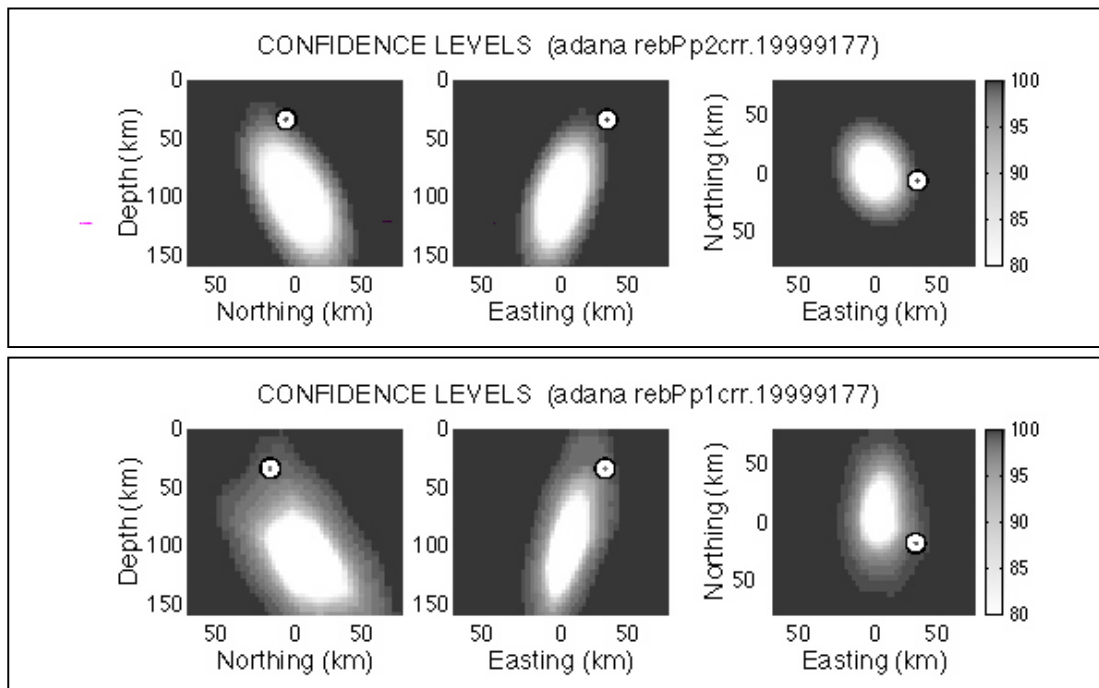 CONFIDENCE LEVELS (adana rebPp2crr.19999177)
0
50
100
150
Depth (km)
50 0 50
Northing (km)
0
50
100
150
50 0 50
Easting (km)
50
0
50
Northing (km)
50 0 50
Easting (km)
100
95
90
85
80
CONFIDENCE LEVELS (adana rebPp1crr.19999177)
0
50
100
150
Depth (km)
50 0 50
Northing (km)
0
50
100
150
50 0 50
Easting (km)
50
0
50
Northing (km)
50 0 50
Easting (km)
100
95
90
85
80